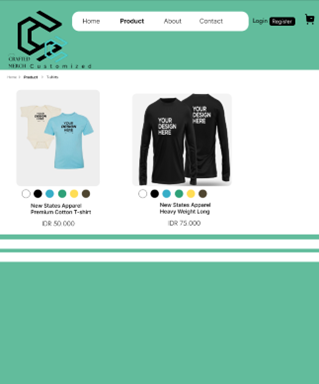 Home Product About Contact Login Register
CRAFTED
MERCH Customized
Home > Product > T-shirts
YOUR
DESIGN
HERE
YOUR
DESIGN
HERE
YOUR
DESIGN
HERE
YOUR
DESIGN
HERE
New States Apparel
Premium Cotton T-shirt
IDR 50.000
New States Apparel
Heavy Weight Long
IDR 75.000